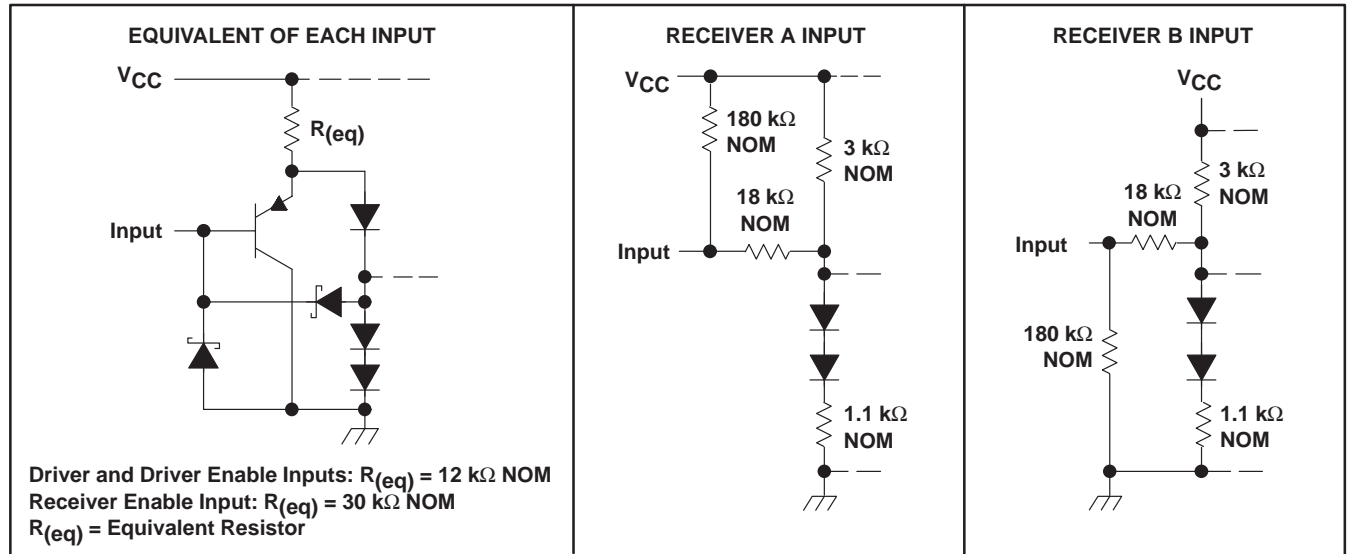 EQUIVALENT OF EACH INPUT
VCC
R(eq)
Input
Driver and Driver Enable Inputs: R(eq) = 12 kΩ NOM
Receiver Enable Input: R(eq) = 30 kΩ NOM
R(eq) = Equivalent Resistor
RECEIVER A INPUT
VCC
180 kΩ
NOM
3 kΩ
NOM
18 kΩ
NOM
Input
1.1 kΩ
NOM
RECEIVER B INPUT
VCC
3 kΩ
NOM
18 kΩ
NOM
Input
180 kΩ
NOM
1.1 kΩ
NOM